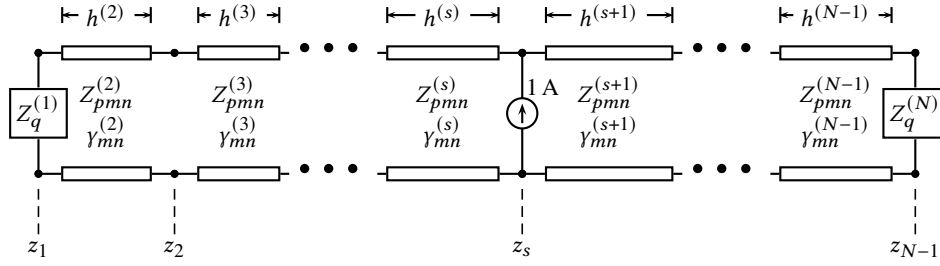 h^(2) h^(3) h^(s) h^(s+1) h^(N−1)
Z_q^(1) Z_pmn^(2) Z_pmn^(3) Z_pmn^(s) 1 A Z_pmn^(s+1) Z_pmn^(N−1) Z_q^(N)
γ_mn^(2) γ_mn^(3) γ_mn^(s) γ_mn^(s+1) γ_mn^(N−1)
z_1 z_2 z_s z_N−1